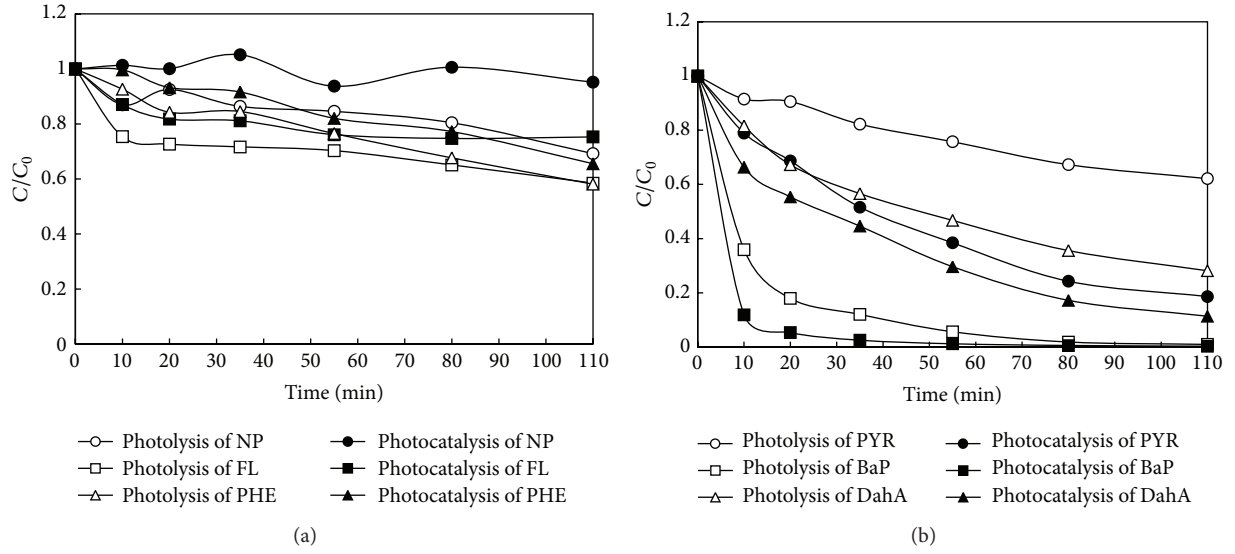 1.2
1
0.8
0.6
0.4
0.2
0
C/C0
0 10 20 30 40 50 60 70 80 90 100 110
Time (min)
Photolysis of NP
Photocatalysis of NP
Photolysis of FL
Photocatalysis of FL
Photolysis of PHE
Photocatalysis of PHE
(a)
1.2
1
0.8
0.6
0.4
0.2
0
C/C0
0 10 20 30 40 50 60 70 80 90 100 110
Time (min)
Photolysis of PYR
Photocatalysis of PYR
Photolysis of BaP
Photocatalysis of BaP
Photolysis of DahA
Photocatalysis of DahA
(b)